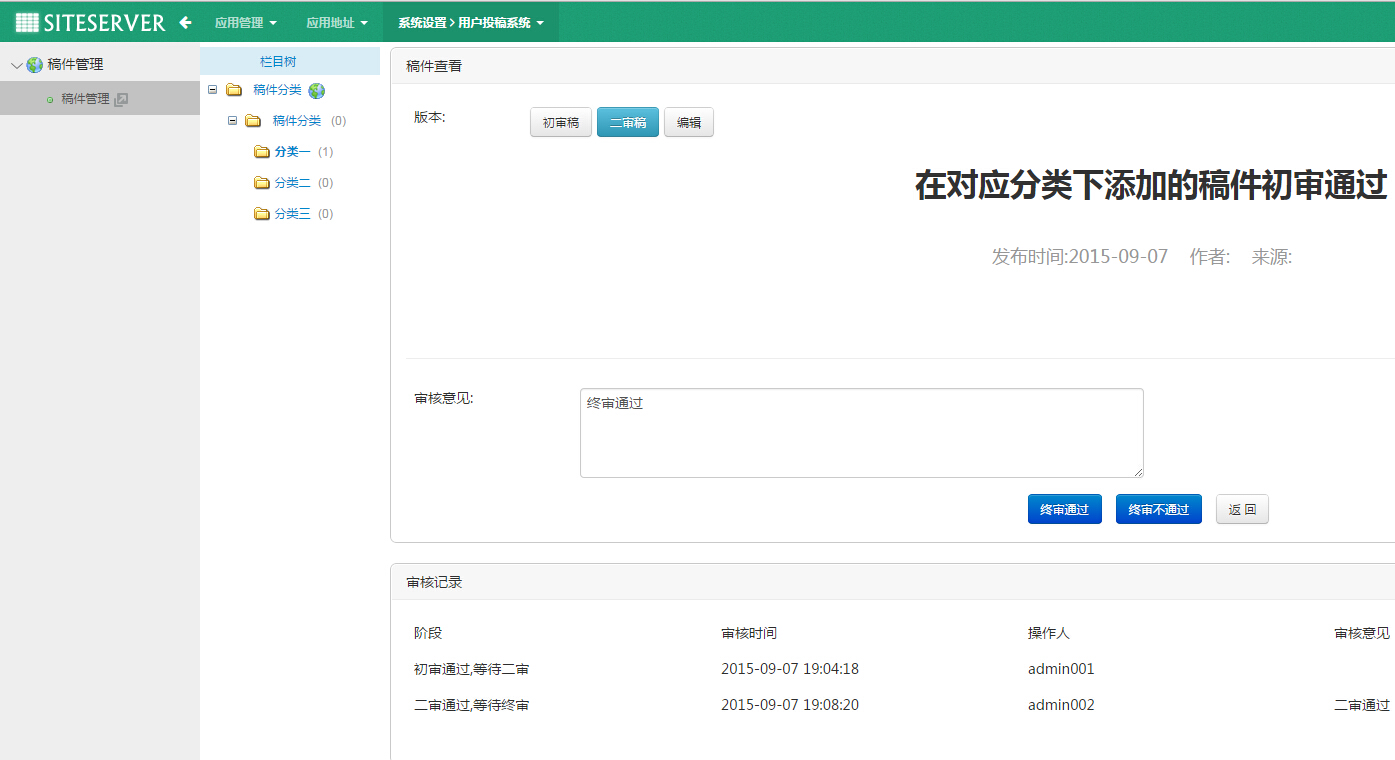 SITESERVER 应用管理 应用地址 系统设置 > 用户投稿系统
稿件管理
稿件管理
栏目树
稿件分类
稿件分类 (0)
分类一 (1)
分类二 (0)
分类三 (0)
稿件查看
版本: 初审稿 二审稿 编辑
在对应分类下添加的稿件初审通过
发布时间:2015-09-07 作者: 来源:
审核意见: 终审通过
终审通过 终审不通过 返 回
审核记录
阶段 审核时间 操作人 审核意见
初审通过,等待二审 2015-09-07 19:04:18 admin001
二审通过,等待终审 2015-09-07 19:08:20 admin002 二审通过